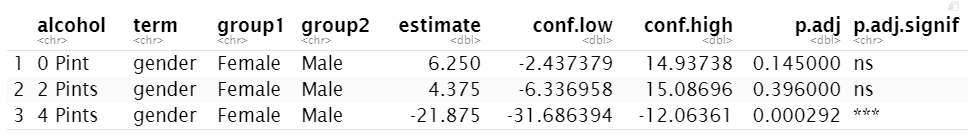 alcohol term group1 group2 estimate conf.low conf.high p.adj p.adj.signif
<chr> <chr> <chr> <chr> <dbl> <dbl> <dbl> <dbl> <chr>
1 0 Pint gender Female Male 6.250 -2.437379 14.93738 0.145000 ns
2 2 Pints gender Female Male 4.375 -6.336958 15.08696 0.396000 ns
3 4 Pints gender Female Male -21.875 -31.686394 -12.06361 0.000292 ***